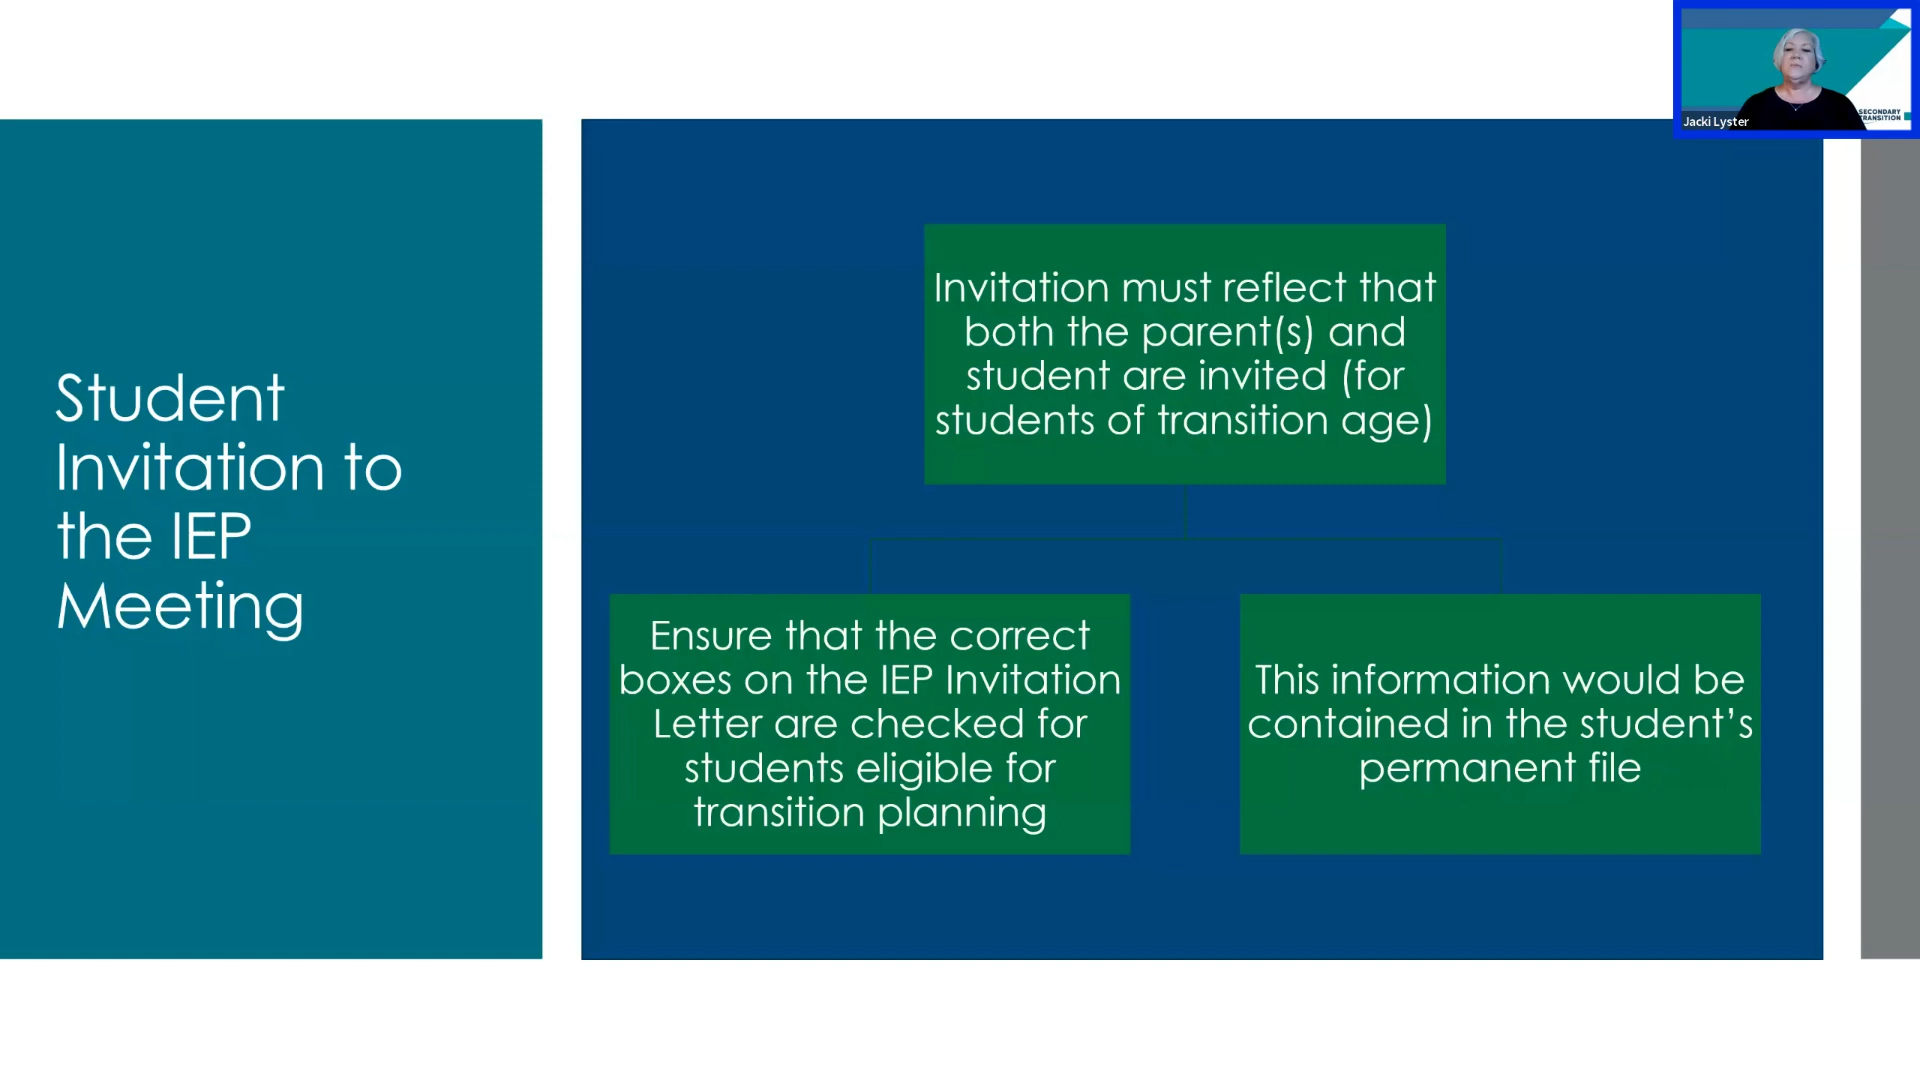 Student
Invitation to
the IEP
Meeting
Invitation must reflect that
both the parent(s) and
student are invited (for
students of transition age)
Ensure that the correct
boxes on the IEP Invitation
Letter are checked for
students eligible for
transition planning
This information would be
contained in the student’s
permanent file
Jacki Lyster
SECONDARY
TRANSITION